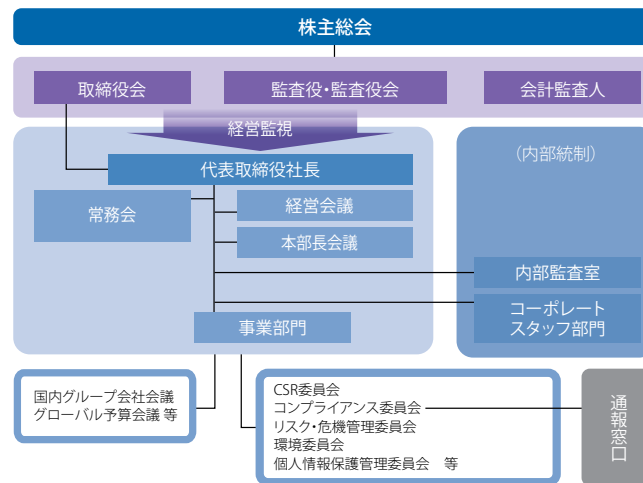 株主総会
取締役会
監査役・監査役会
会計監査人
経営監視
代表取締役社長
(内部統制)
常務会
経営会議
本部長会議
内部監査室
コーポレート
スタッフ部門
事業部門
国内グループ会社会議
グローバル予算会議 等
CSR委員会
コンプライアンス委員会
リスク・危機管理委員会
環境委員会
個人情報保護管理委員会 等
通報窓口